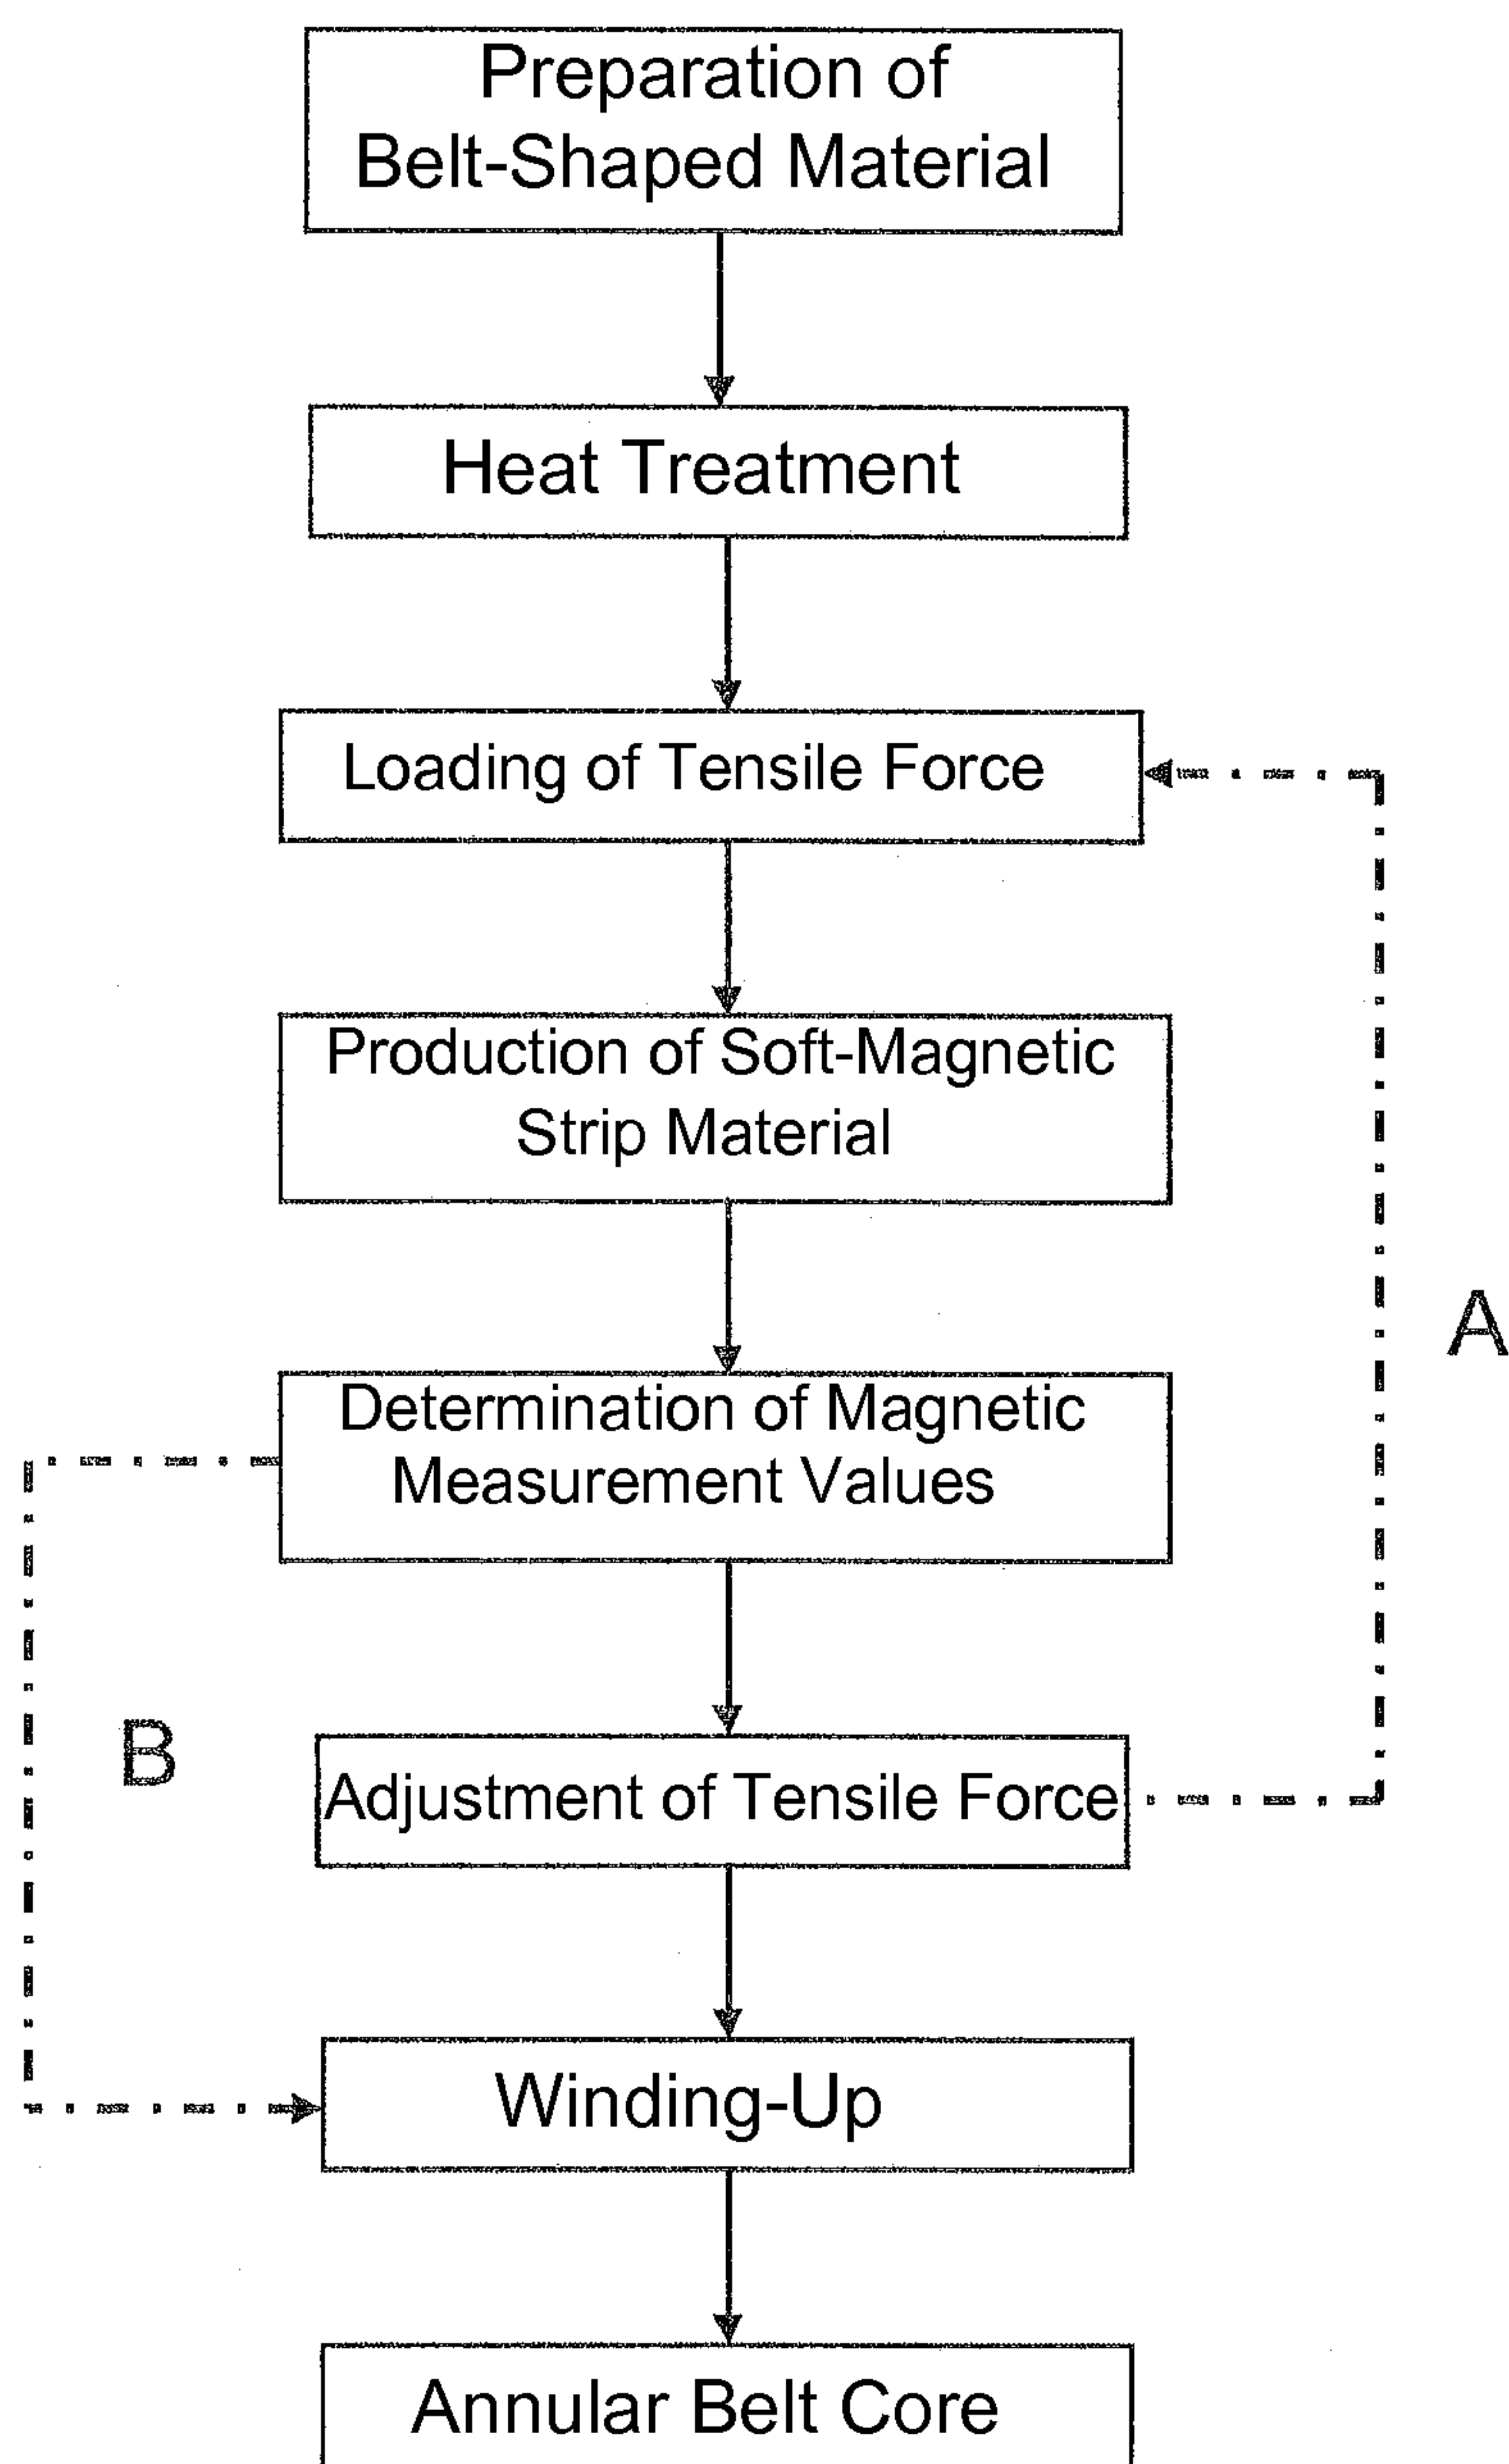 Preparation of
Belt-Shaped Material
Heat Treatment
Loading of Tensile Force
Production of Soft-Magnetic
Strip Material
A
Determination of Magnetic
Measurement Values
B
Adjustment of Tensile Force
Winding-Up
Annular Belt Core